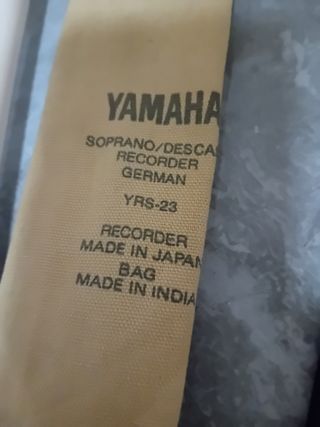 YAMAHA
SOPRANO/DESCA
RECORDER
GERMAN
YRS-23
RECORDER
MADE IN JAPAN
BAG
MADE IN INDIA